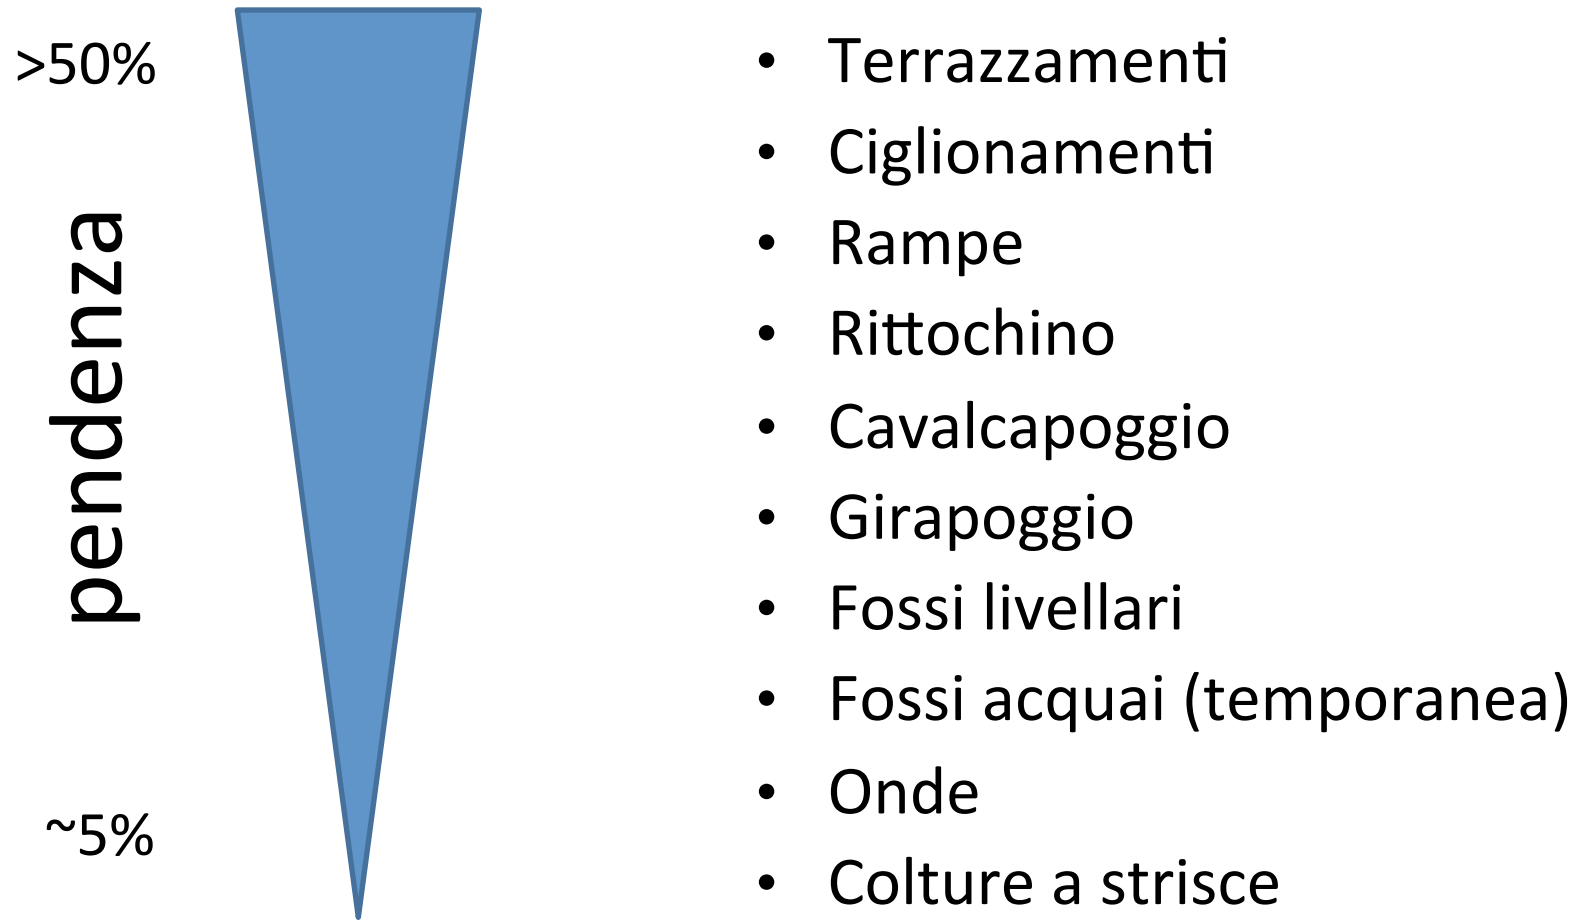 >50%
pendenza
~5%
• Terrazzamenti
• Ciglionamenti
• Rampe
• Rittochino
• Cavalcapoggio
• Girapoggio
• Fossi livellari
• Fossi acquai (temporanea)
• Onde
• Colture a strisce